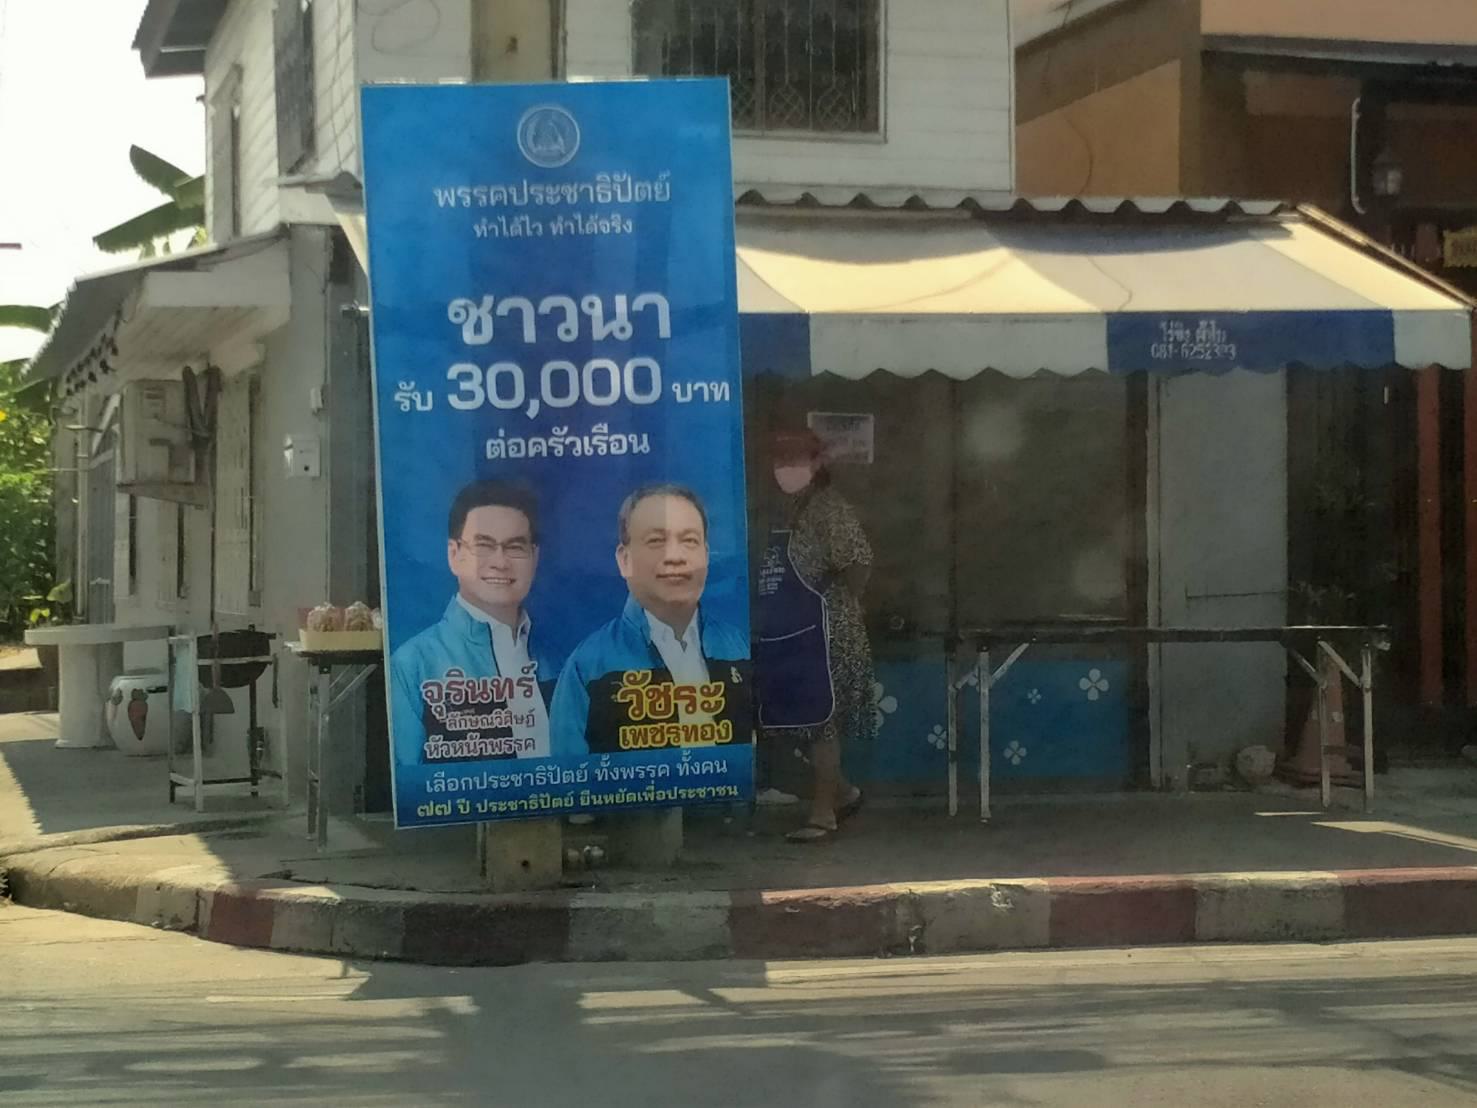 พรรคประชาธิปัตย์
ทำได้ไว ทำได้จริง
ชาวนา
รับ 30,000 บาท
ต่อครัวเรือน
จุรินทร์
ลักษณวิศิษฏ์
หัวหน้าพรรค
วัชระ
เพชรทอง
เลือกประชาธิปัตย์ ทั้งพรรค ทั้งคน
๗๗ ปี ประชาธิปัตย์ ยืนหยัดเพื่อประชาชน